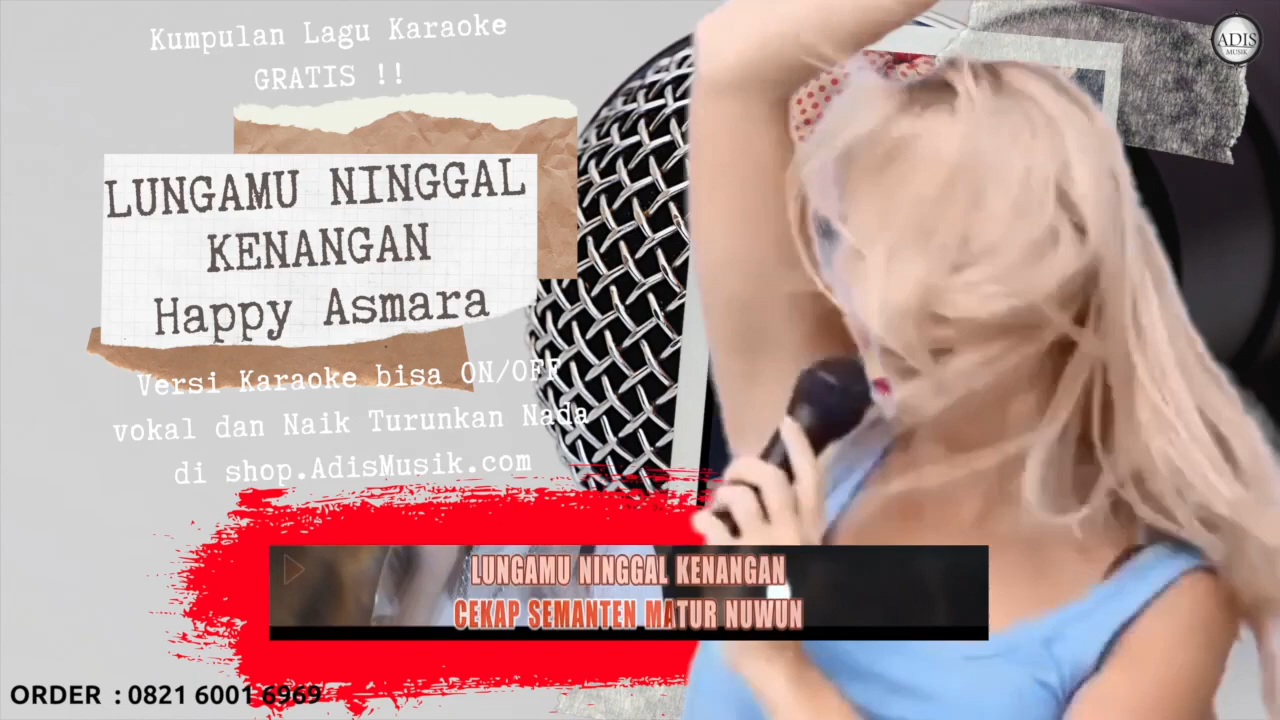 Kumpulan Lagu Karaoke
GRATIS !!
ADIS
MUSIK
LUNGAMU NINGGAL
KENANGAN
Happy Asmara
Versi Karaoke bisa ON/OFF
vokal dan Naik Turunkan Nada
di shop.AdisMusik.com
LUNGAMU NINGGAL KENANGAN
CEKAP SEMANTEN MATUR NUWUN
ORDER : 0821 6001 6969